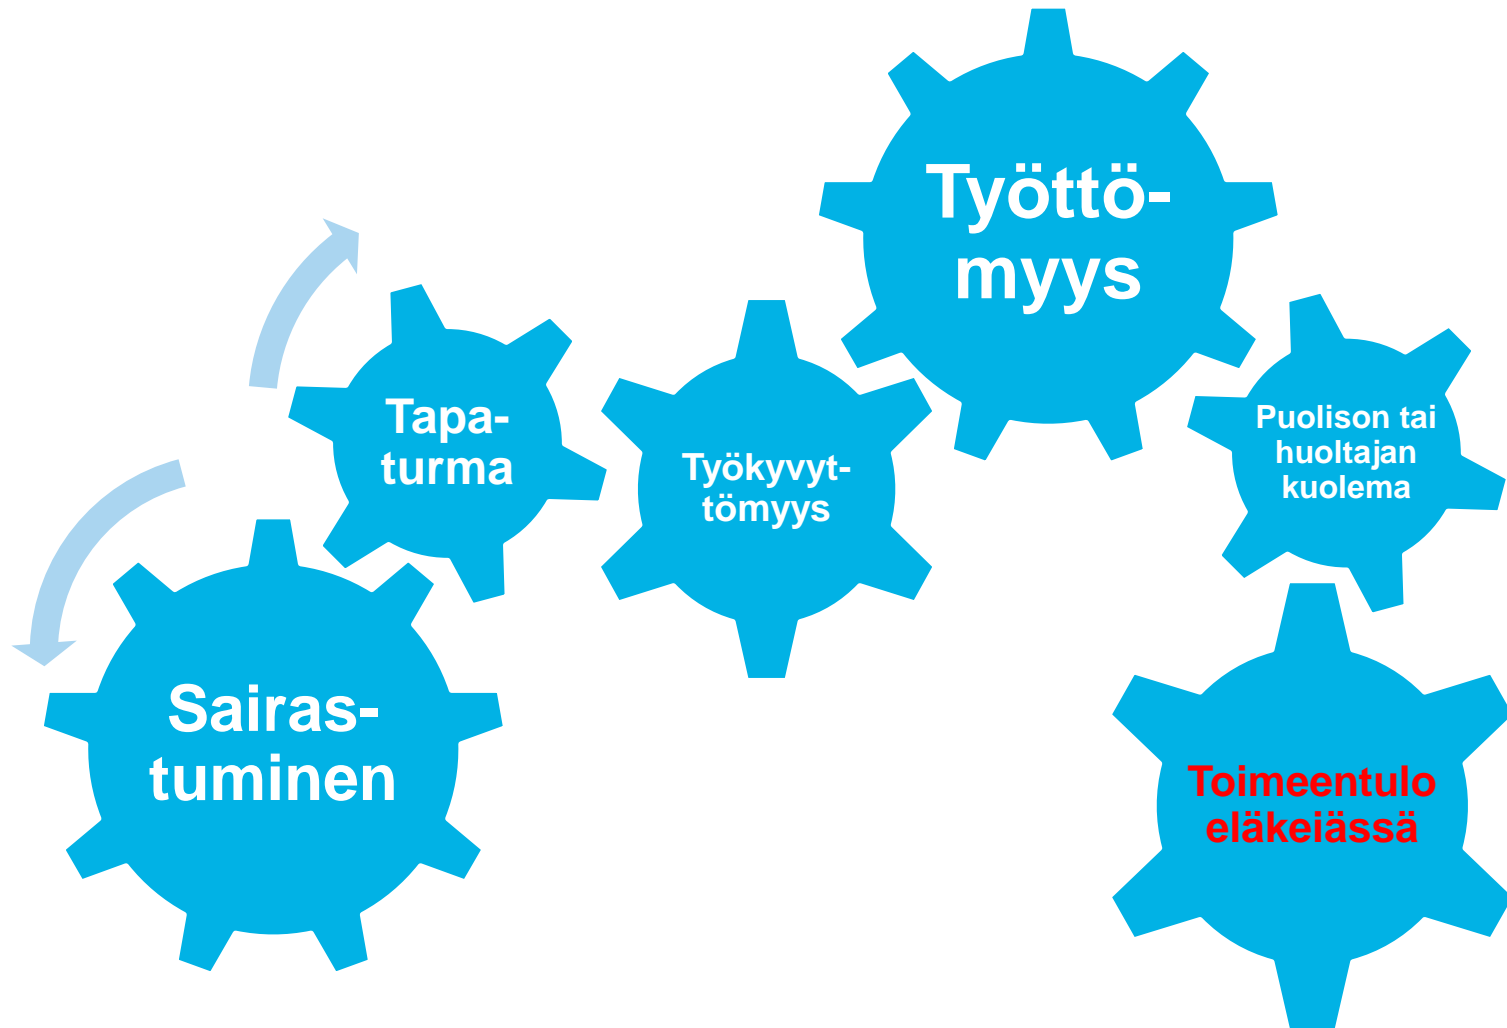 Työttö-
myys
Tapa-
turma
Työkyvyt-
tömyys
Puolison tai
huoltajan
kuolema
Sairas-
tuminen
Toimeentulo
eläkeiässä